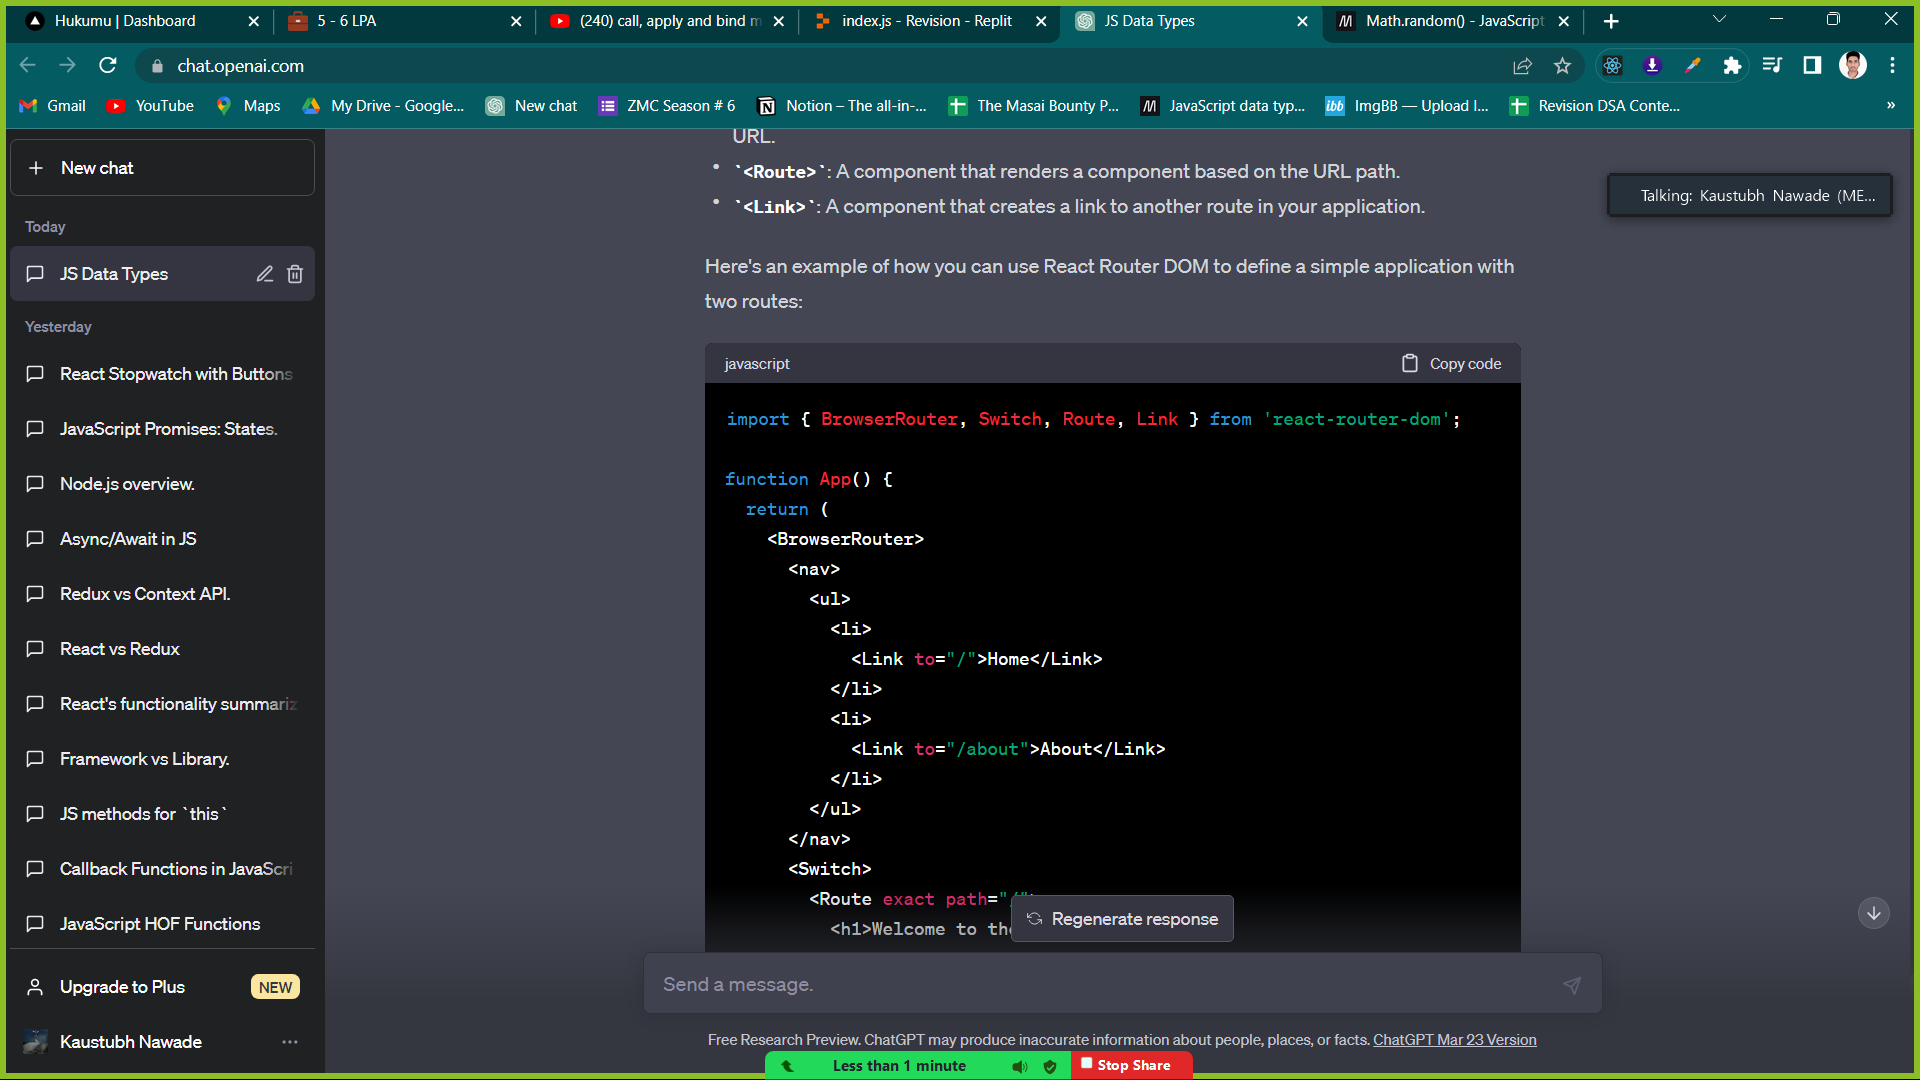 Hukumu | Dashboard
5 - 6 LPA
(240) call, apply and bind m
index.js - Revision - Replit
JS Data Types
Math.random() - JavaScript
chat.openai.com
Gmail
YouTube
Maps
My Drive - Google...
New chat
ZMC Season # 6
Notion – The all-in-...
The Masai Bounty P...
JavaScript data typ...
ibb
ImgBB — Upload I...
Revision DSA Conte...
»
New chat
Today
JS Data Types
Yesterday
React Stopwatch with Buttons
JavaScript Promises: States.
Node.js overview.
Async/Await in JS
Redux vs Context API.
React vs Redux
React's functionality summariz
Framework vs Library.
JS methods for `this`
Callback Functions in JavaScri
JavaScript HOF Functions
Upgrade to Plus
NEW
Kaustubh Nawade
URL.
• `<Route>`: A component that renders a component based on the URL path.
• `<Link>`: A component that creates a link to another route in your application.
Talking: Kaustubh Nawade (ME...
Here's an example of how you can use React Router DOM to define a simple application with
two routes:
javascript
Copy code
import { BrowserRouter, Switch, Route, Link } from 'react-router-dom';
function App() {
return (
<BrowserRouter>
<nav>
<ul>
<li>
<Link to="/">Home</Link>
</li>
<li>
<Link to="/about">About</Link>
</li>
</ul>
</nav>
<Switch>
<Route exact path="/"
<h1>Welcome to the
Regenerate response
Send a message.
Free Research Preview. ChatGPT may produce inaccurate information about people, places, or facts. ChatGPT Mar 23 Version
Less than 1 minute
Stop Share